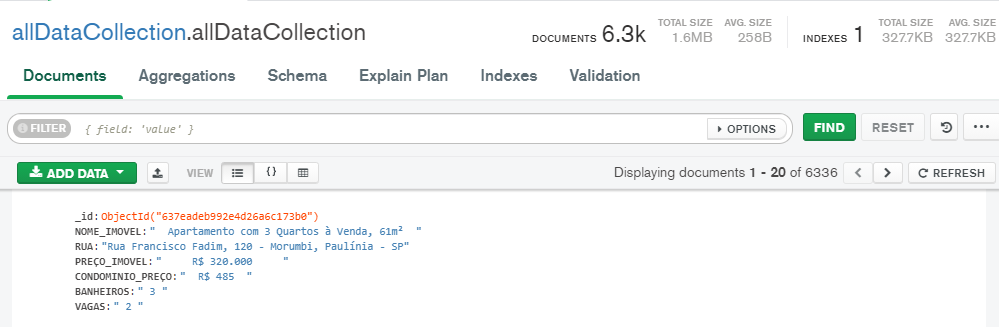 allDataCollection.allDataCollection
DOCUMENTS 6.3k TOTAL SIZE 1.6MB AVG. SIZE 258B INDEXES 1 TOTAL SIZE 327.7KB AVG. SIZE 327.7KB
Documents Aggregations Schema Explain Plan Indexes Validation
FILTER { field: 'value' } OPTIONS FIND RESET ...
ADD DATA VIEW { } Displaying documents 1 - 20 of 6336 < > REFRESH
_id: ObjectId("637eadeb992e4d26a6c173b0")
NOME_IMOVEL: "  Apartamento com 3 Quartos à Venda, 61m²  "
RUA: "Rua Francisco Fadim, 120 - Morumbi, Paulínia - SP"
PREÇO_IMOVEL: "     R$ 320.000     "
CONDOMINIO_PREÇO: "  R$ 485  "
BANHEIROS: " 3 "
VAGAS: " 2 "